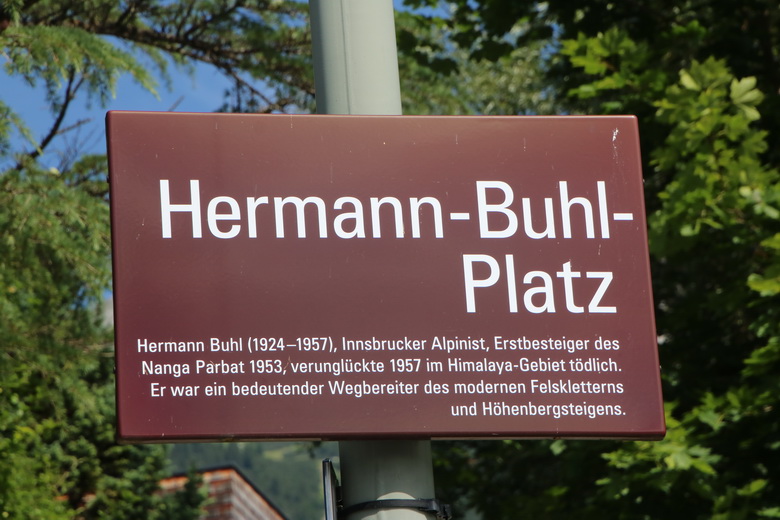 Hermann-Buhl-
Platz
Hermann Buhl (1924–1957), Innsbrucker Alpinist, Erstbesteiger des
Nanga Parbat 1953, verunglückte 1957 im Himalaya-Gebiet tödlich.
Er war ein bedeutender Wegbereiter des modernen Felskletterns
und Höhenbergsteigens.